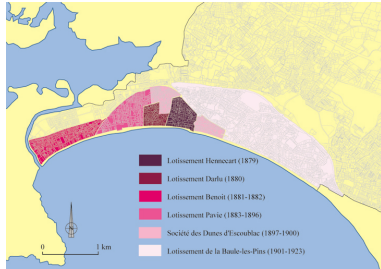 Lotissement Hennecart (1879)
Lotissement Darlu (1880)
Lotissement Benoît (1881-1882)
Lotissement Pavie (1883-1896)
Société des Dunes d'Escoublac (1897-1900)
Lotissement de la Baule-les-Pins (1901-1923)
N
0 1 km